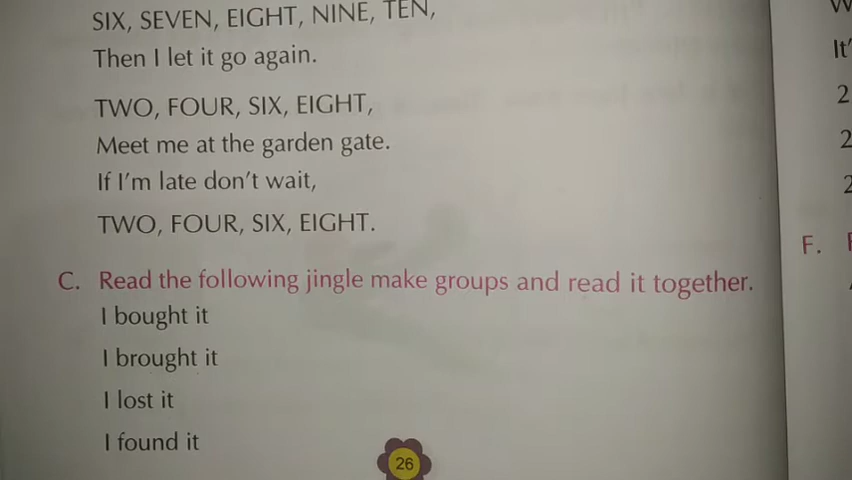 SIX, SEVEN, EIGHT, NINE, TEN,
Then I let it go again.
TWO, FOUR, SIX, EIGHT,
Meet me at the garden gate.
If I'm late don't wait,
TWO, FOUR, SIX, EIGHT.
C. Read the following jingle make groups and read it together.
I bought it
I brought it
I lost it
I found it
26
It'
2
2
2
F.